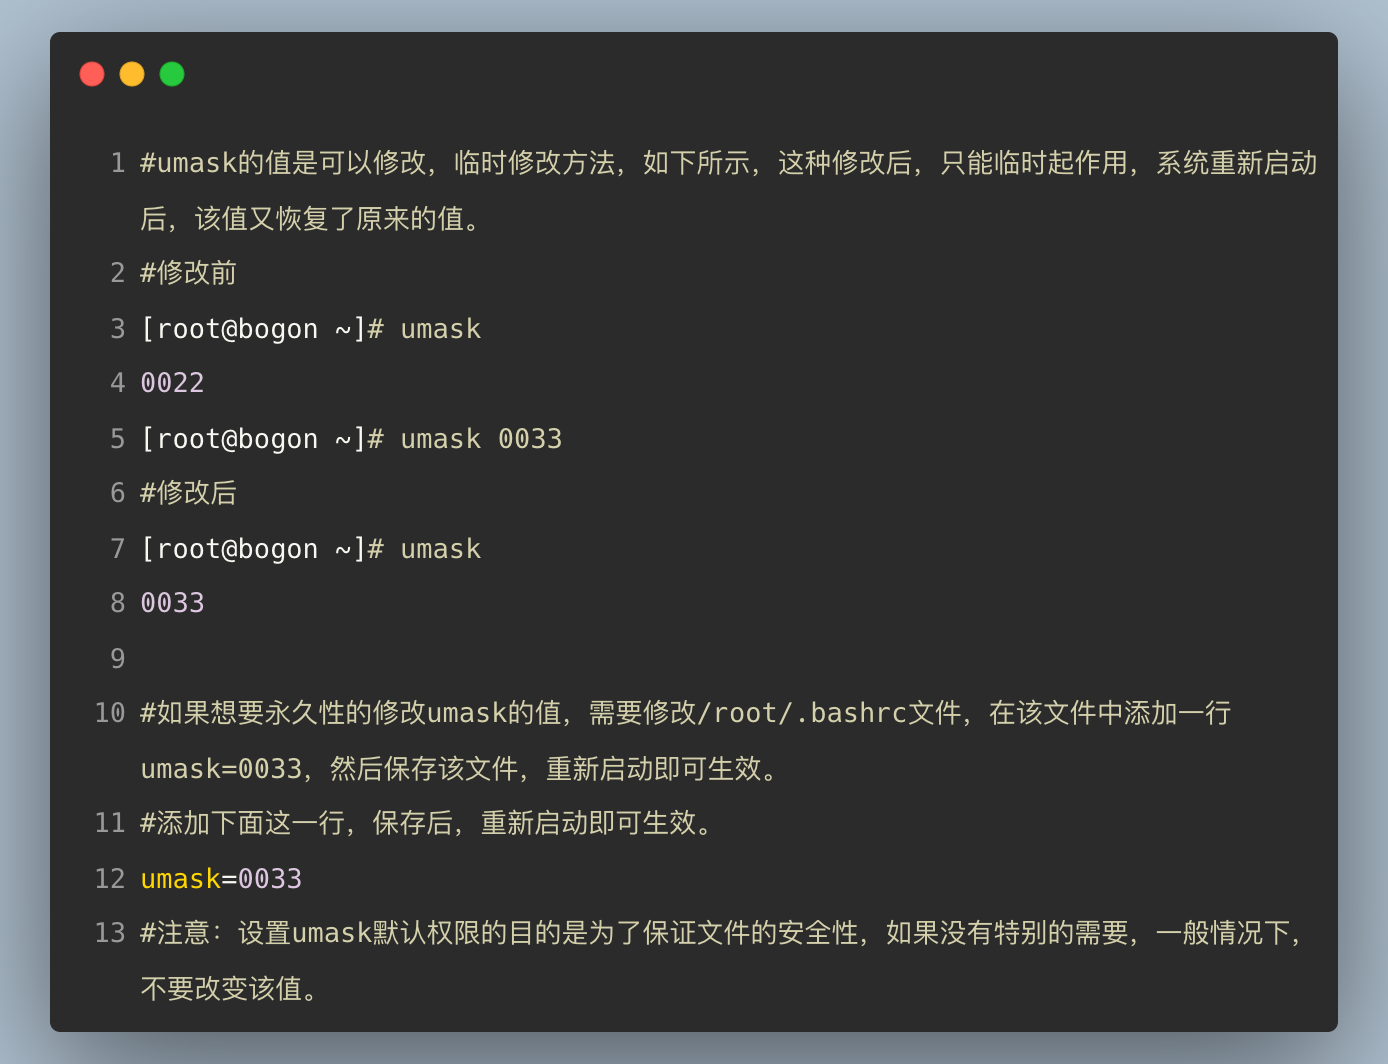 1 #umask的值是可以修改，临时修改方法，如下所示，这种修改后，只能临时起作用，系统重新启动
后，该值又恢复了原来的值。
2 #修改前
3 [root@bogon ~]# umask
4 0022
5 [root@bogon ~]# umask 0033
6 #修改后
7 [root@bogon ~]# umask
8 0033
9
10 #如果想要永久性的修改umask的值，需要修改/root/.bashrc文件，在该文件中添加一行
umask=0033，然后保存该文件，重新启动即可生效。
11 #添加下面这一行，保存后，重新启动即可生效。
12 umask=0033
13 #注意：设置umask默认权限的目的是为了保证文件的安全性，如果没有特别的需要，一般情况下，
不要改变该值。